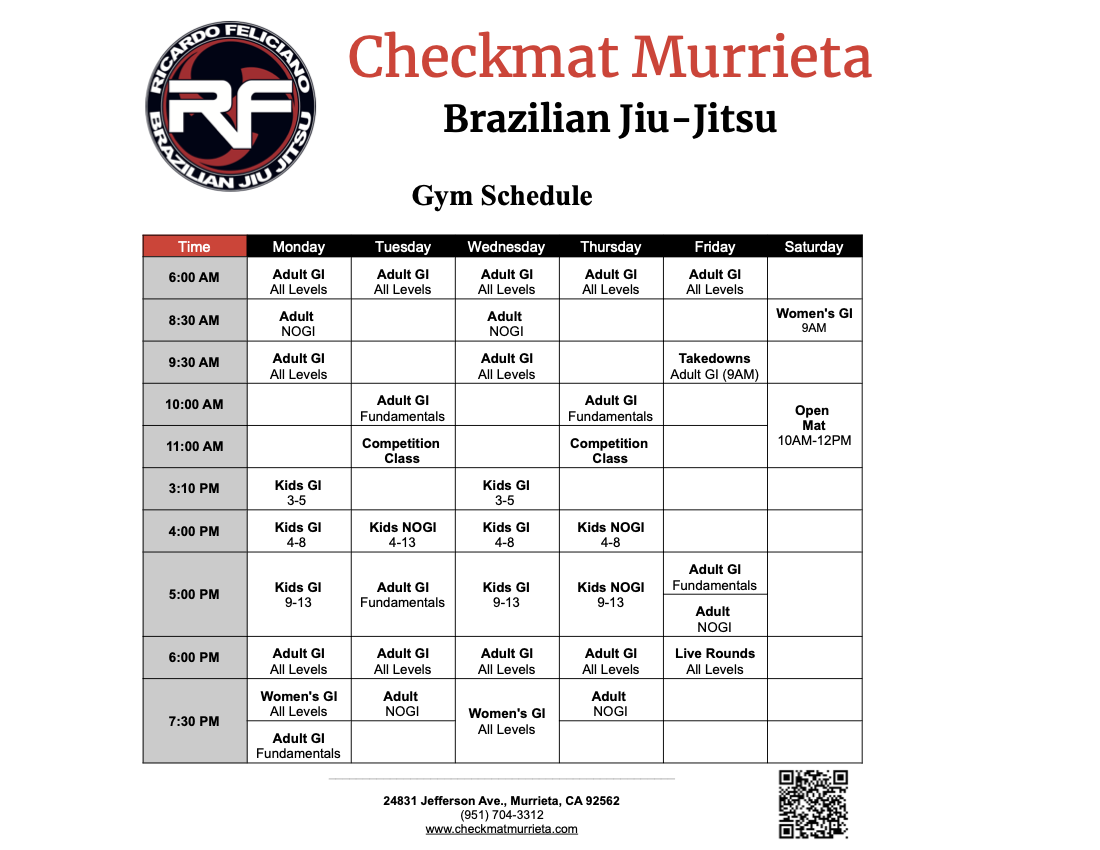 RICARDO FELICIANO
RF
BRAZILIAN JIU JITSU
Checkmat Murrieta
Brazilian Jiu-Jitsu
Gym Schedule
Time Monday Tuesday Wednesday Thursday Friday Saturday
6:00 AM Adult GI Adult GI Adult GI Adult GI Adult GI
All Levels All Levels All Levels All Levels All Levels
8:30 AM Adult Adult Women's GI
NOGI NOGI 9AM
9:30 AM Adult GI Adult GI Takedowns
All Levels All Levels Adult GI (9AM)
10:00 AM Adult GI Adult GI
Fundamentals Fundamentals
Open
Mat
10AM-12PM
11:00 AM Competition Competition
Class Class
3:10 PM Kids GI Kids GI
3-5 3-5
4:00 PM Kids GI Kids NOGI Kids GI Kids NOGI
4-8 4-13 4-8 4-8
5:00 PM Kids GI Adult GI Kids GI Kids NOGI
9-13 Fundamentals 9-13 9-13
Adult GI
Fundamentals
Adult
NOGI
6:00 PM Adult GI Adult GI Adult GI Adult GI Live Rounds
All Levels All Levels All Levels All Levels All Levels
7:30 PM Women's GI Adult Women's GI Adult
All Levels NOGI All Levels NOGI
Adult GI
Fundamentals
24831 Jefferson Ave., Murrieta, CA 92562
(951) 704-3312
www.checkmatmurrieta.com